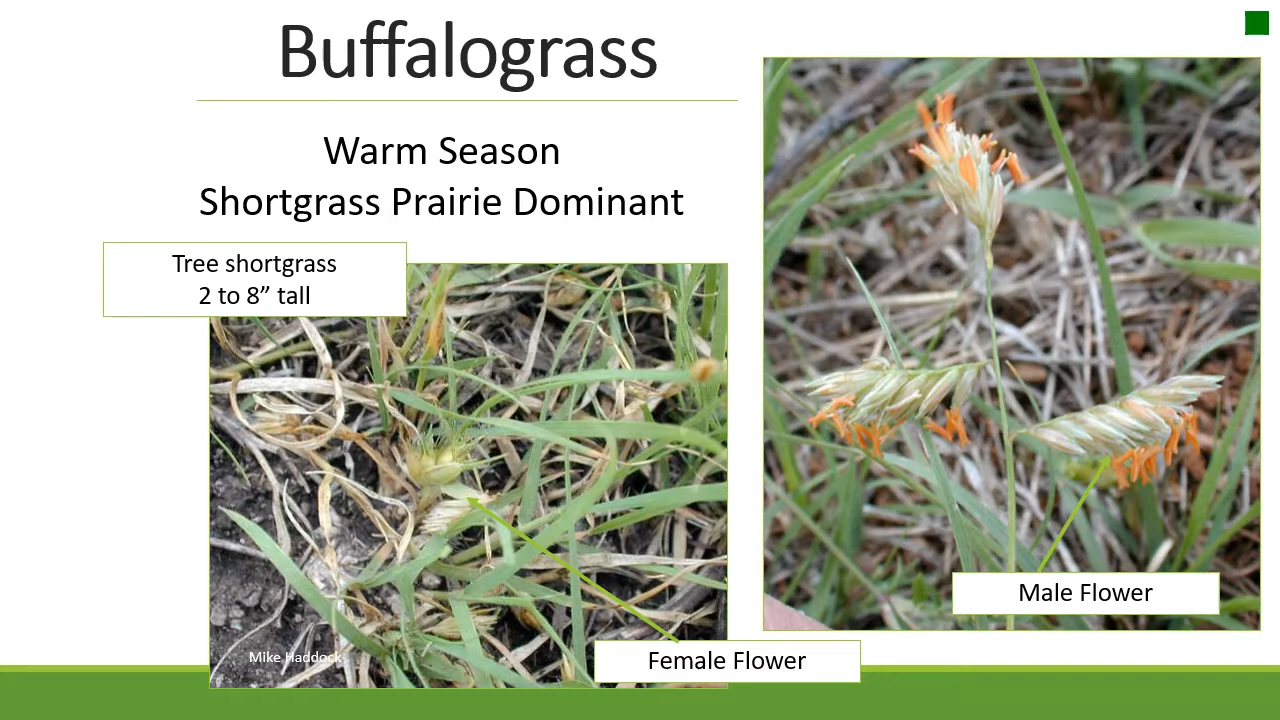 Buffalograss
Warm Season
Shortgrass Prairie Dominant
Tree shortgrass
2 to 8” tall
Male Flower
Mike Haddock
Female Flower